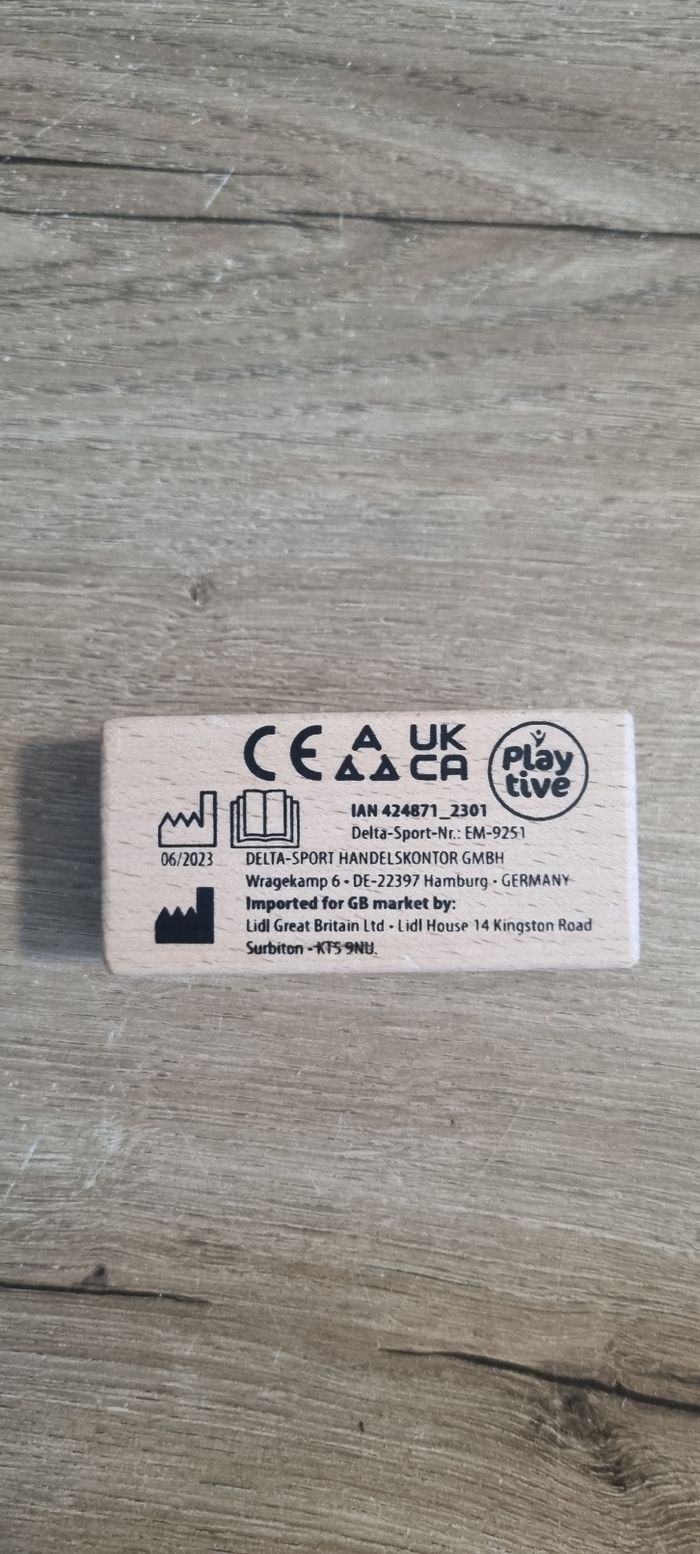 CE
A
UK
CA
Play
tive
IAN 424871_2301
Delta-Sport-Nr.: EM-9251
06/2023
DELTA-SPORT HANDELSKONTOR GMBH
Wragekamp 6 • DE-22397 Hamburg • GERMANY
Imported for GB market by:
Lidl Great Britain Ltd • Lidl House 14 Kingston Road
Surbiton • KT5 9NU.